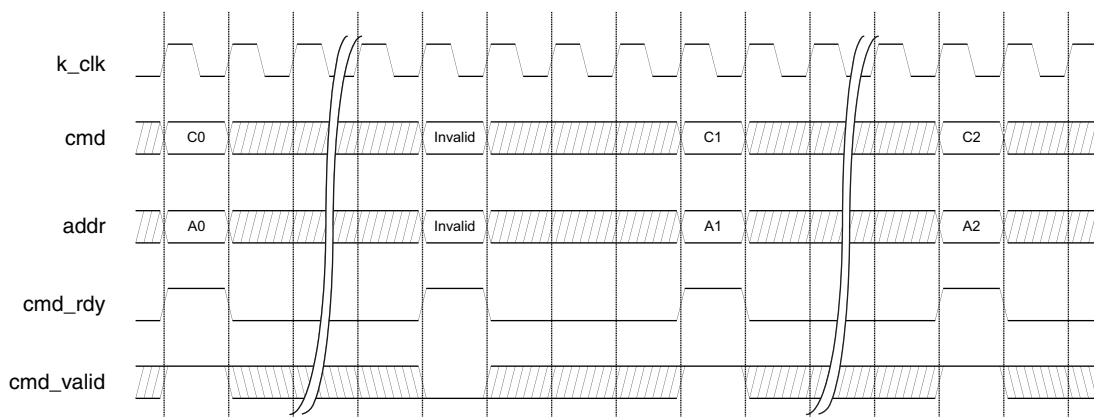 k_clk
cmd C0 Invalid C1 C2
addr A0 Invalid A1 A2
cmd_rdy
cmd_valid